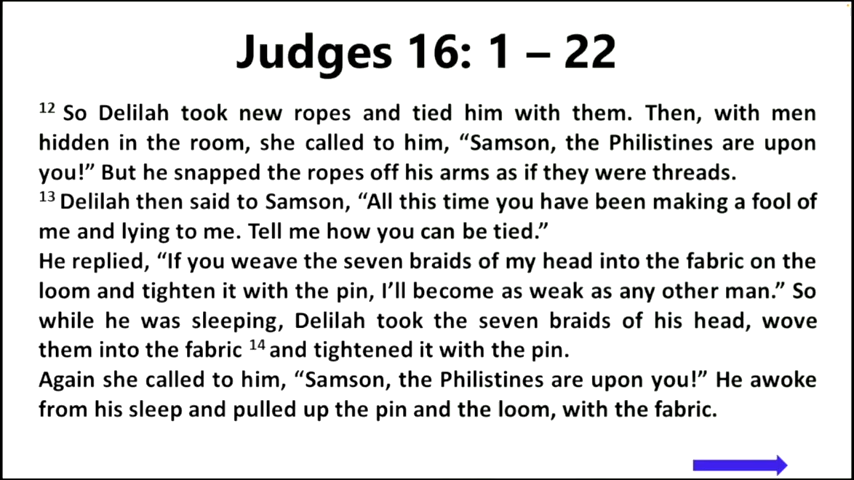 Judges 16: 1 – 22
12 So Delilah took new ropes and tied him with them. Then, with men
hidden in the room, she called to him, “Samson, the Philistines are upon
you!” But he snapped the ropes off his arms as if they were threads.
13 Delilah then said to Samson, “All this time you have been making a fool of
me and lying to me. Tell me how you can be tied.”
He replied, “If you weave the seven braids of my head into the fabric on the
loom and tighten it with the pin, I’ll become as weak as any other man.” So
while he was sleeping, Delilah took the seven braids of his head, wove
them into the fabric 14 and tightened it with the pin.
Again she called to him, “Samson, the Philistines are upon you!” He awoke
from his sleep and pulled up the pin and the loom, with the fabric.